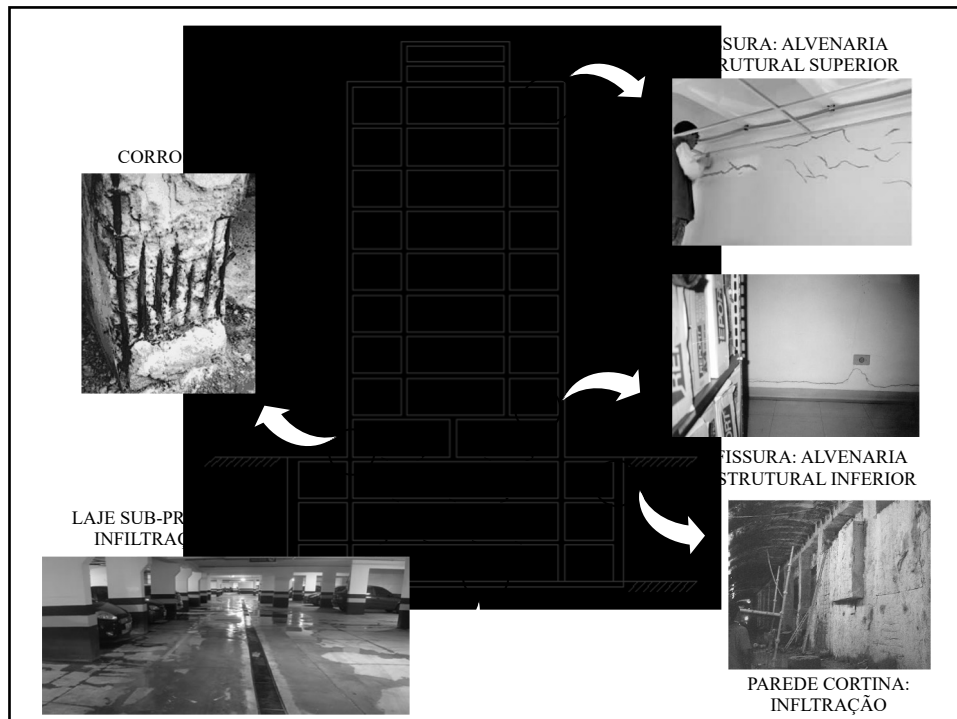 SURA: ALVENARIA
RUTURAL SUPERIOR
CORRO
FISSURA: ALVENARIA
STRUTURAL INFERIOR
LAJE SUB-PR
INFILTRAÇ
PAREDE CORTINA:
INFLTRAÇÃO